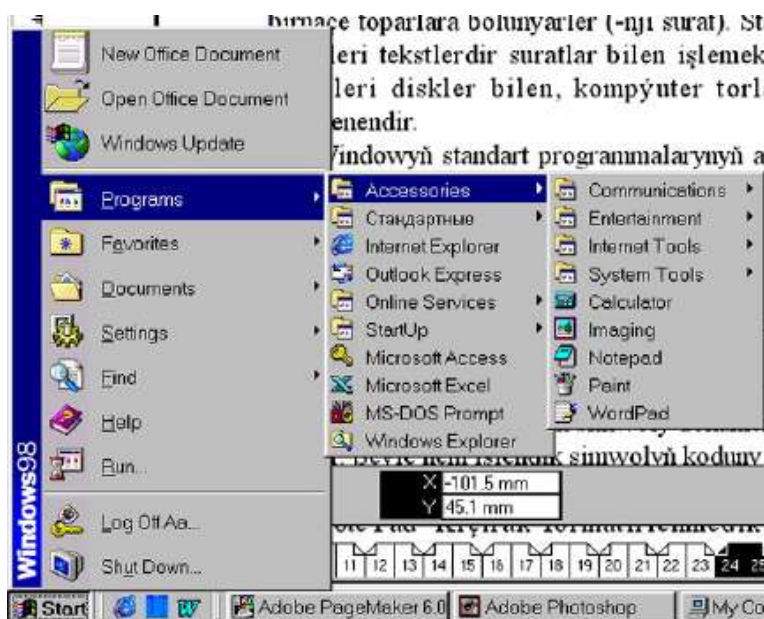 birnäçe toparlara bölünýärler (-nji surat). St
leri tekstlerdir suratlar bilen işlemek
leri diskler bilen, kompýuter torl
enendir.
Windowyň standart programmalarynyň a
New Office Document
Open Office Document
Windows Update
Programs
Favorites
Documents
Settings
Find
Help
Run...
Log Off Aa...
Shut Down...
Windows98
Accessories
Стандартные
Internet Explorer
Outlook Express
Online Services
StartUp
Microsoft Access
Microsoft Excel
MS-DOS Prompt
Windows Explorer
Communications
Entertainment
Internet Tools
System Tools
Calculator
Imaging
Notepad
Paint
WordPad
simwolyň koduny
X -101.5 mm
Y 45.1 mm
11 12 13 14 15 16 17 18 19 20 21 22 23 24 25
Start
Adobe PageMaker 6.0
Adobe Photoshop
My Co